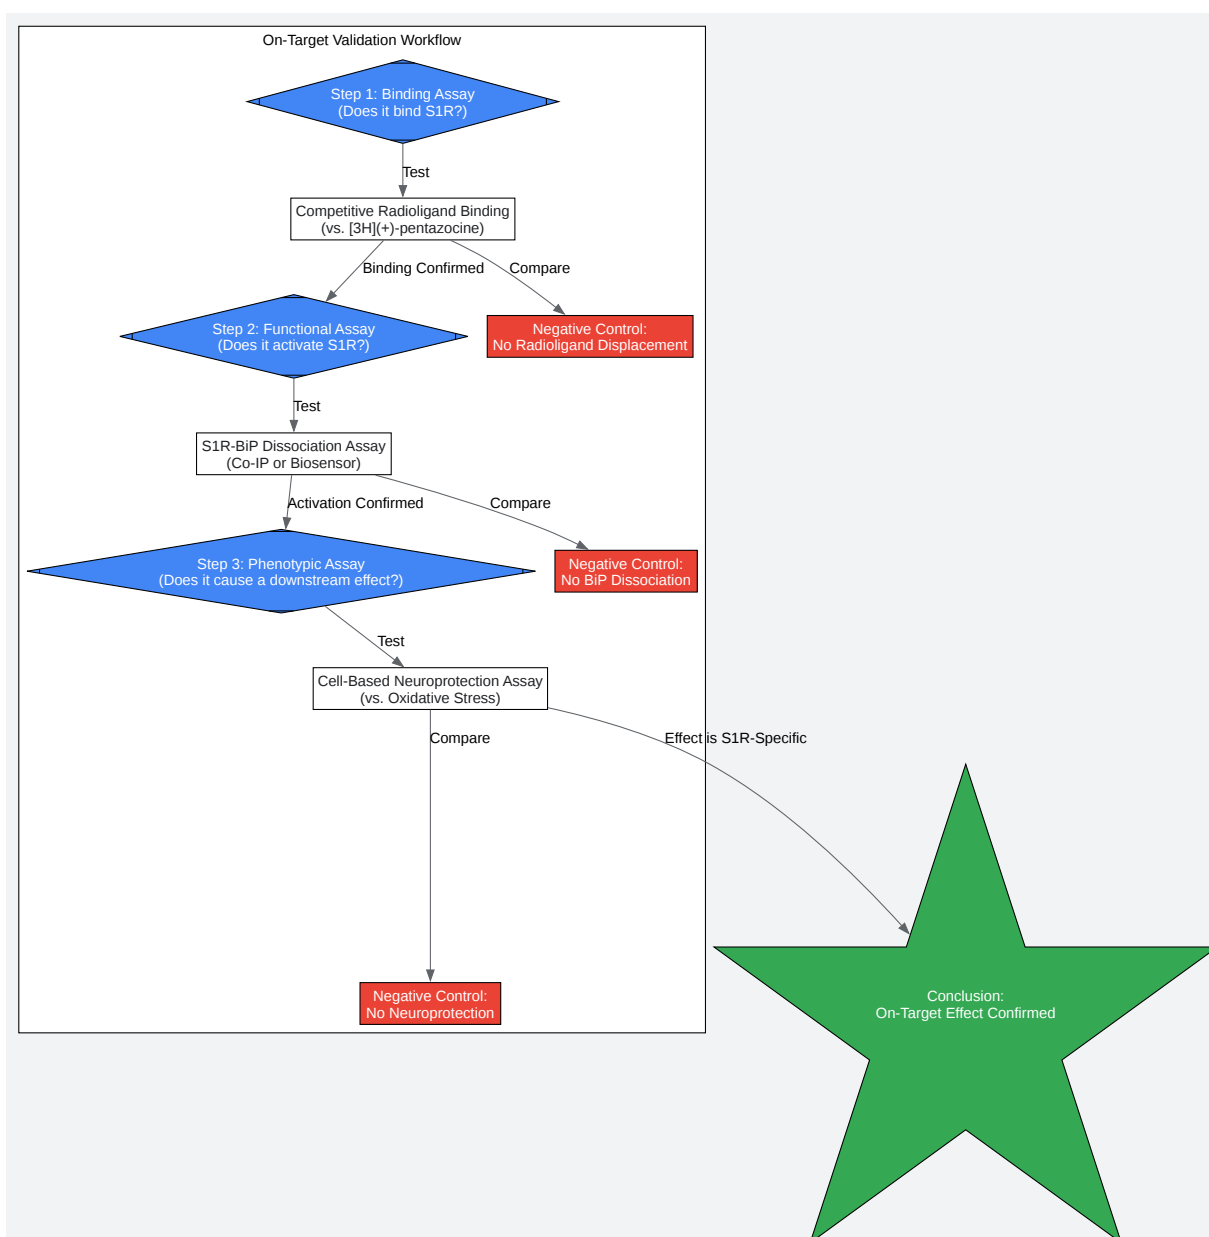 On-Target Validation Workflow
Step 1: Binding Assay
(Does it bind S1R?)
Test
Competitive Radioligand Binding
(vs. [3H](+)-pentazocine)
Binding Confirmed
Compare
Step 2: Functional Assay
(Does it activate S1R?)
Negative Control:
No Radioligand Displacement
Test
S1R-BiP Dissociation Assay
(Co-IP or Biosensor)
Activation Confirmed
Compare
Step 3: Phenotypic Assay
(Does it cause a downstream effect?)
Negative Control:
No BiP Dissociation
Test
Cell-Based Neuroprotection Assay
(vs. Oxidative Stress)
Compare
Effect is S1R-Specific
Negative Control:
No Neuroprotection
Conclusion:
On-Target Effect Confirmed